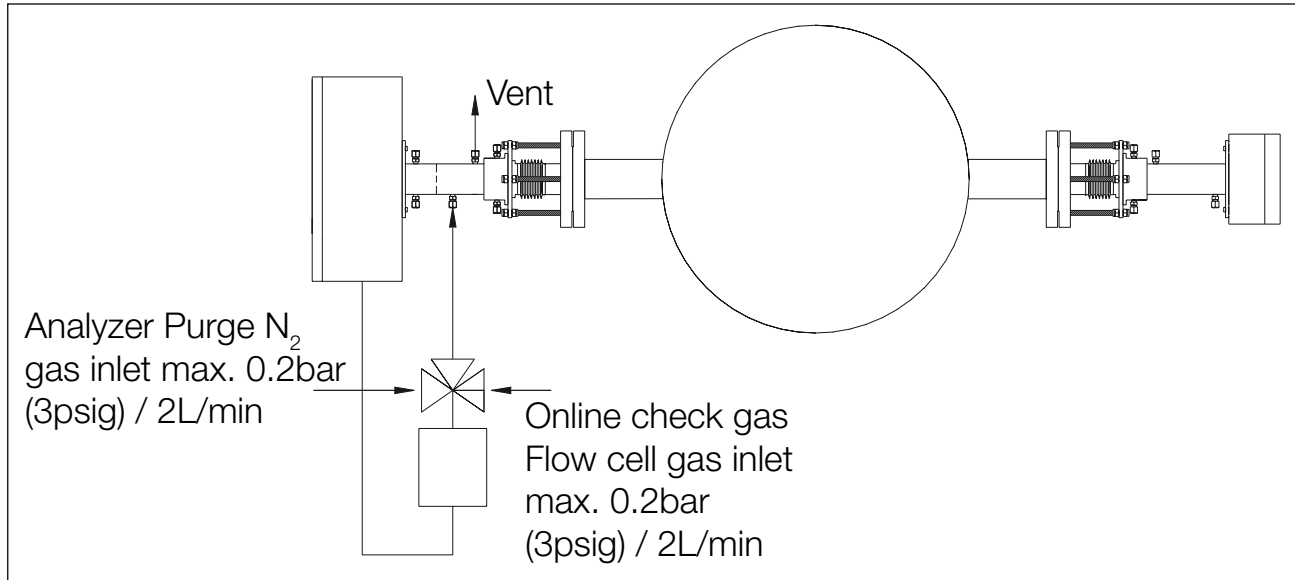 Vent
Analyzer Purge N₂
gas inlet max. 0.2bar
(3psig) / 2L/min
Online check gas
Flow cell gas inlet
max. 0.2bar
(3psig) / 2L/min